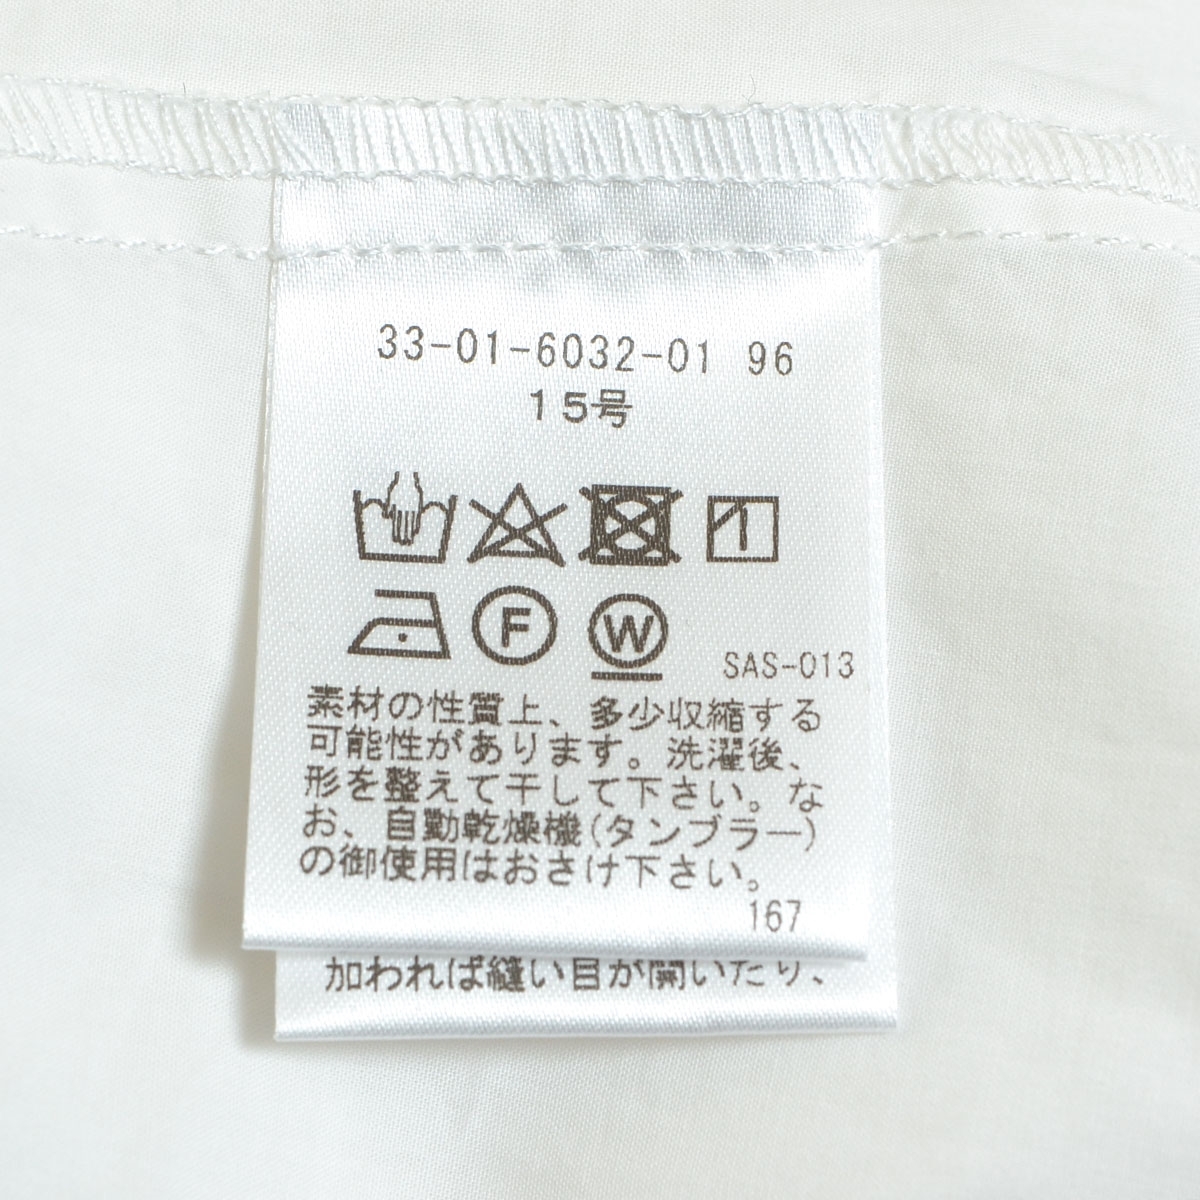 33-01-6032-01 96
15号
F W
SAS-013
素材の性質上、多少収縮する
可能性があります。洗濯後、
形を整えて干して下さい。な
お、自動乾燥機(タンブラー)
の御使用はおさけ下さい。
167
加われば縫い目が開いたり、